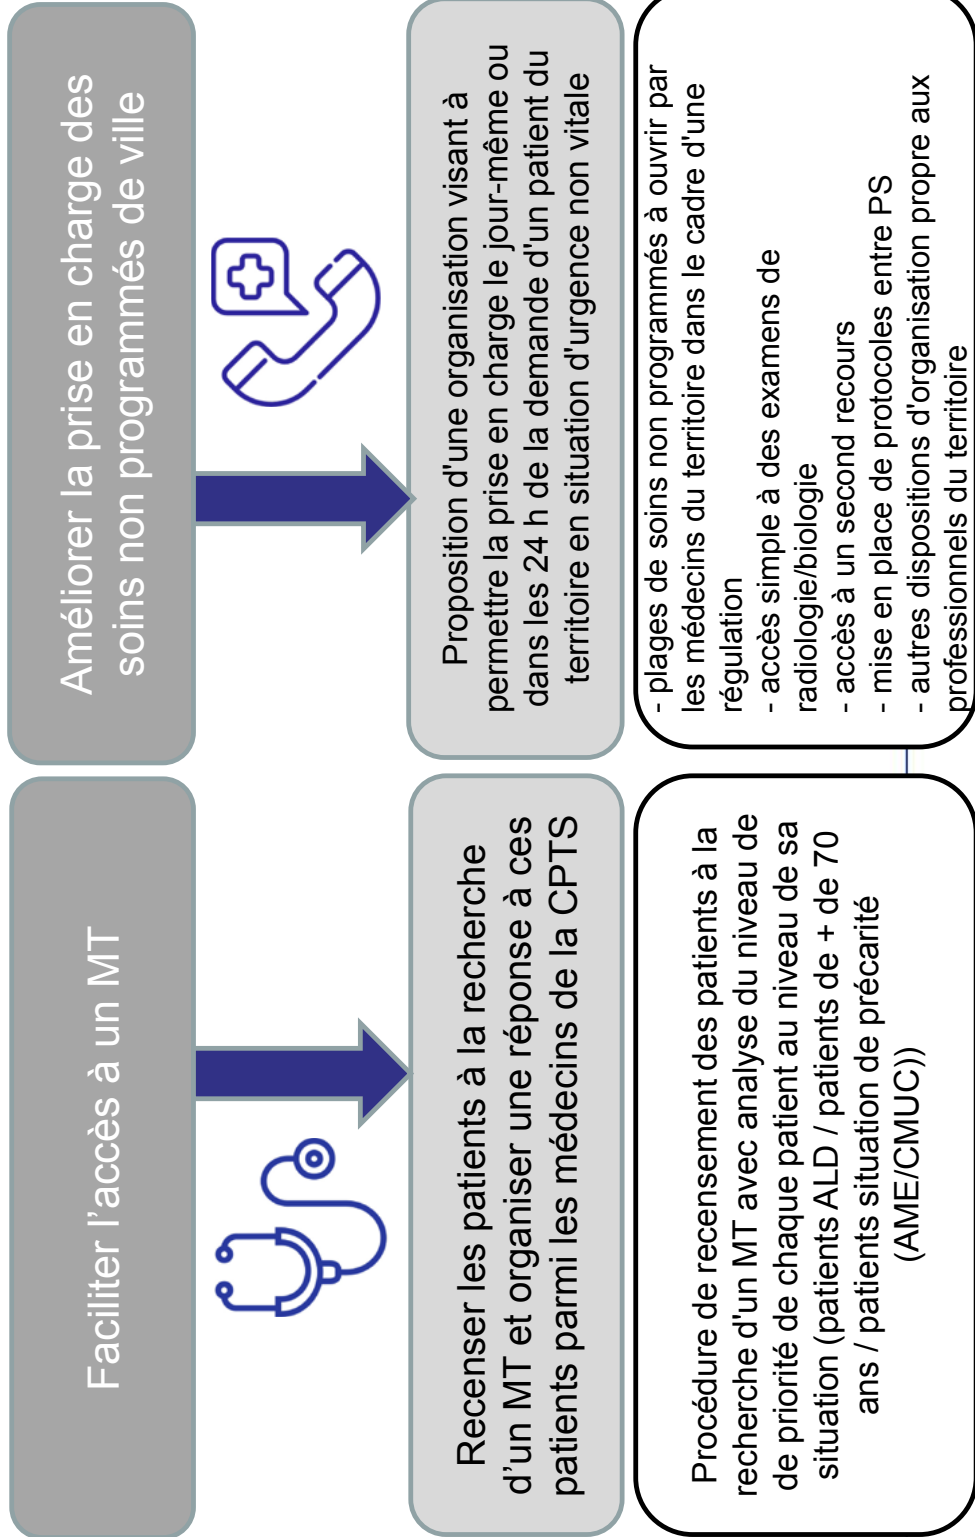 Faciliter l'accès à un MT
Recenser les patients à la recherche
d'un MT et organiser une réponse à ces
patients parmi les médecins de la CPTS
Procédure de recensement des patients à la
recherche d'un MT avec analyse du niveau de
de priorité de chaque patient au niveau de sa
situation (patients ALD / patients de + de 70
ans / patients situation de précarité
(AME/CMUC))
Améliorer la prise en charge des
soins non programmés de ville
Proposition d'une organisation visant à
permettre la prise en charge le jour-même ou
dans les 24 h de la demande d'un patient du
territoire en situation d'urgence non vitale
- plages de soins non programmés à ouvrir par
les médecins du territoire dans le cadre d'une
régulation
- accès simple à des examens de
radiologie/biologie
- accès à un second recours
- mise en place de protocoles entre PS
- autres dispositions d'organisation propre aux
professionnels du territoire